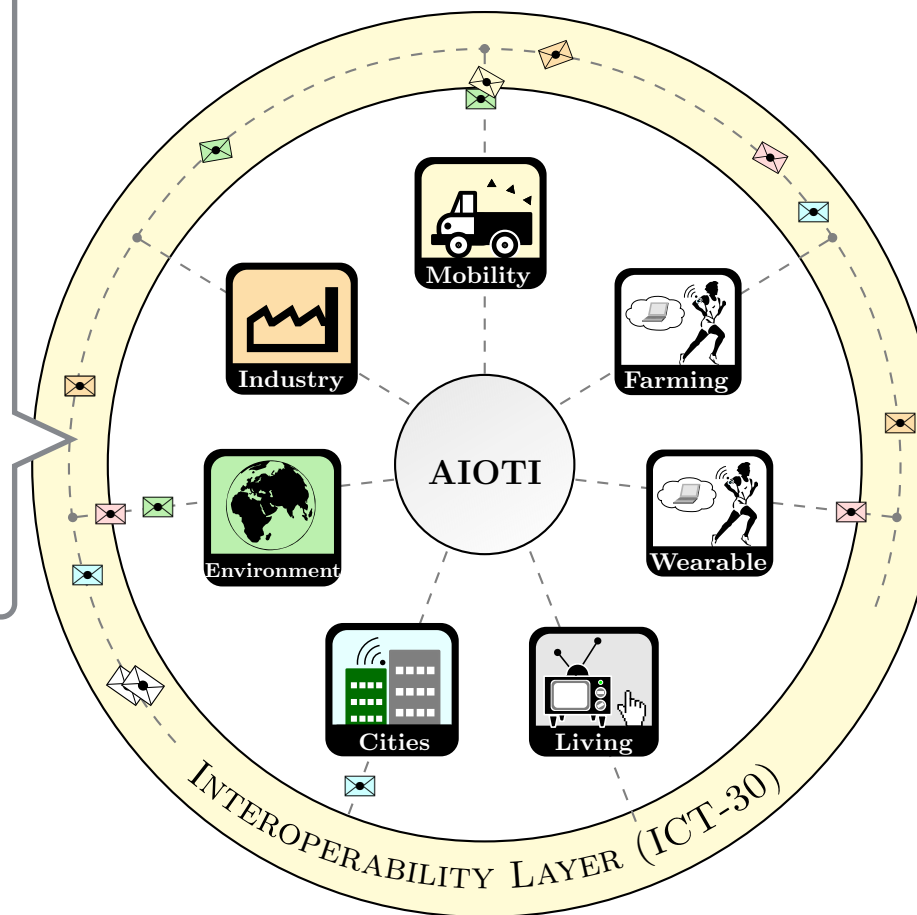 Mobility
Industry
Farming
AIOTI
Environment
Wearable
Cities
Living
INTEROPERABILITY LAYER (ICT-30)